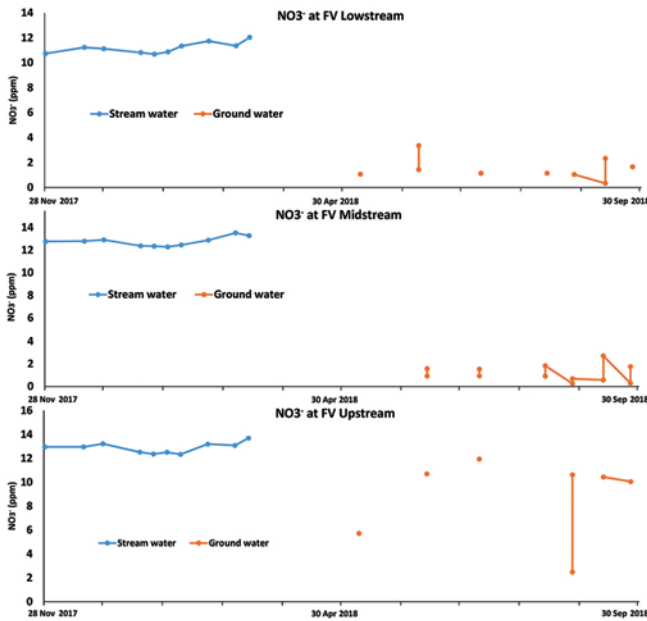 NO3⁻ at FV Lowstream
14
12
10
8
6
4
2
0
NO3⁻ (ppm)
Stream water
Ground water
28 Nov 2017
30 Apr 2018
30 Sep 2018
NO3⁻ at FV Midstream
14
12
10
8
6
4
2
0
NO3⁻ (ppm)
Stream water
Ground water
28 Nov 2017
30 Apr 2018
30 Sep 2018
NO3⁻ at FV Upstream
16
14
12
10
8
6
4
2
0
NO3⁻ (ppm)
Stream water
Ground water
28 Nov 2017
30 Apr 2018
30 Sep 2018